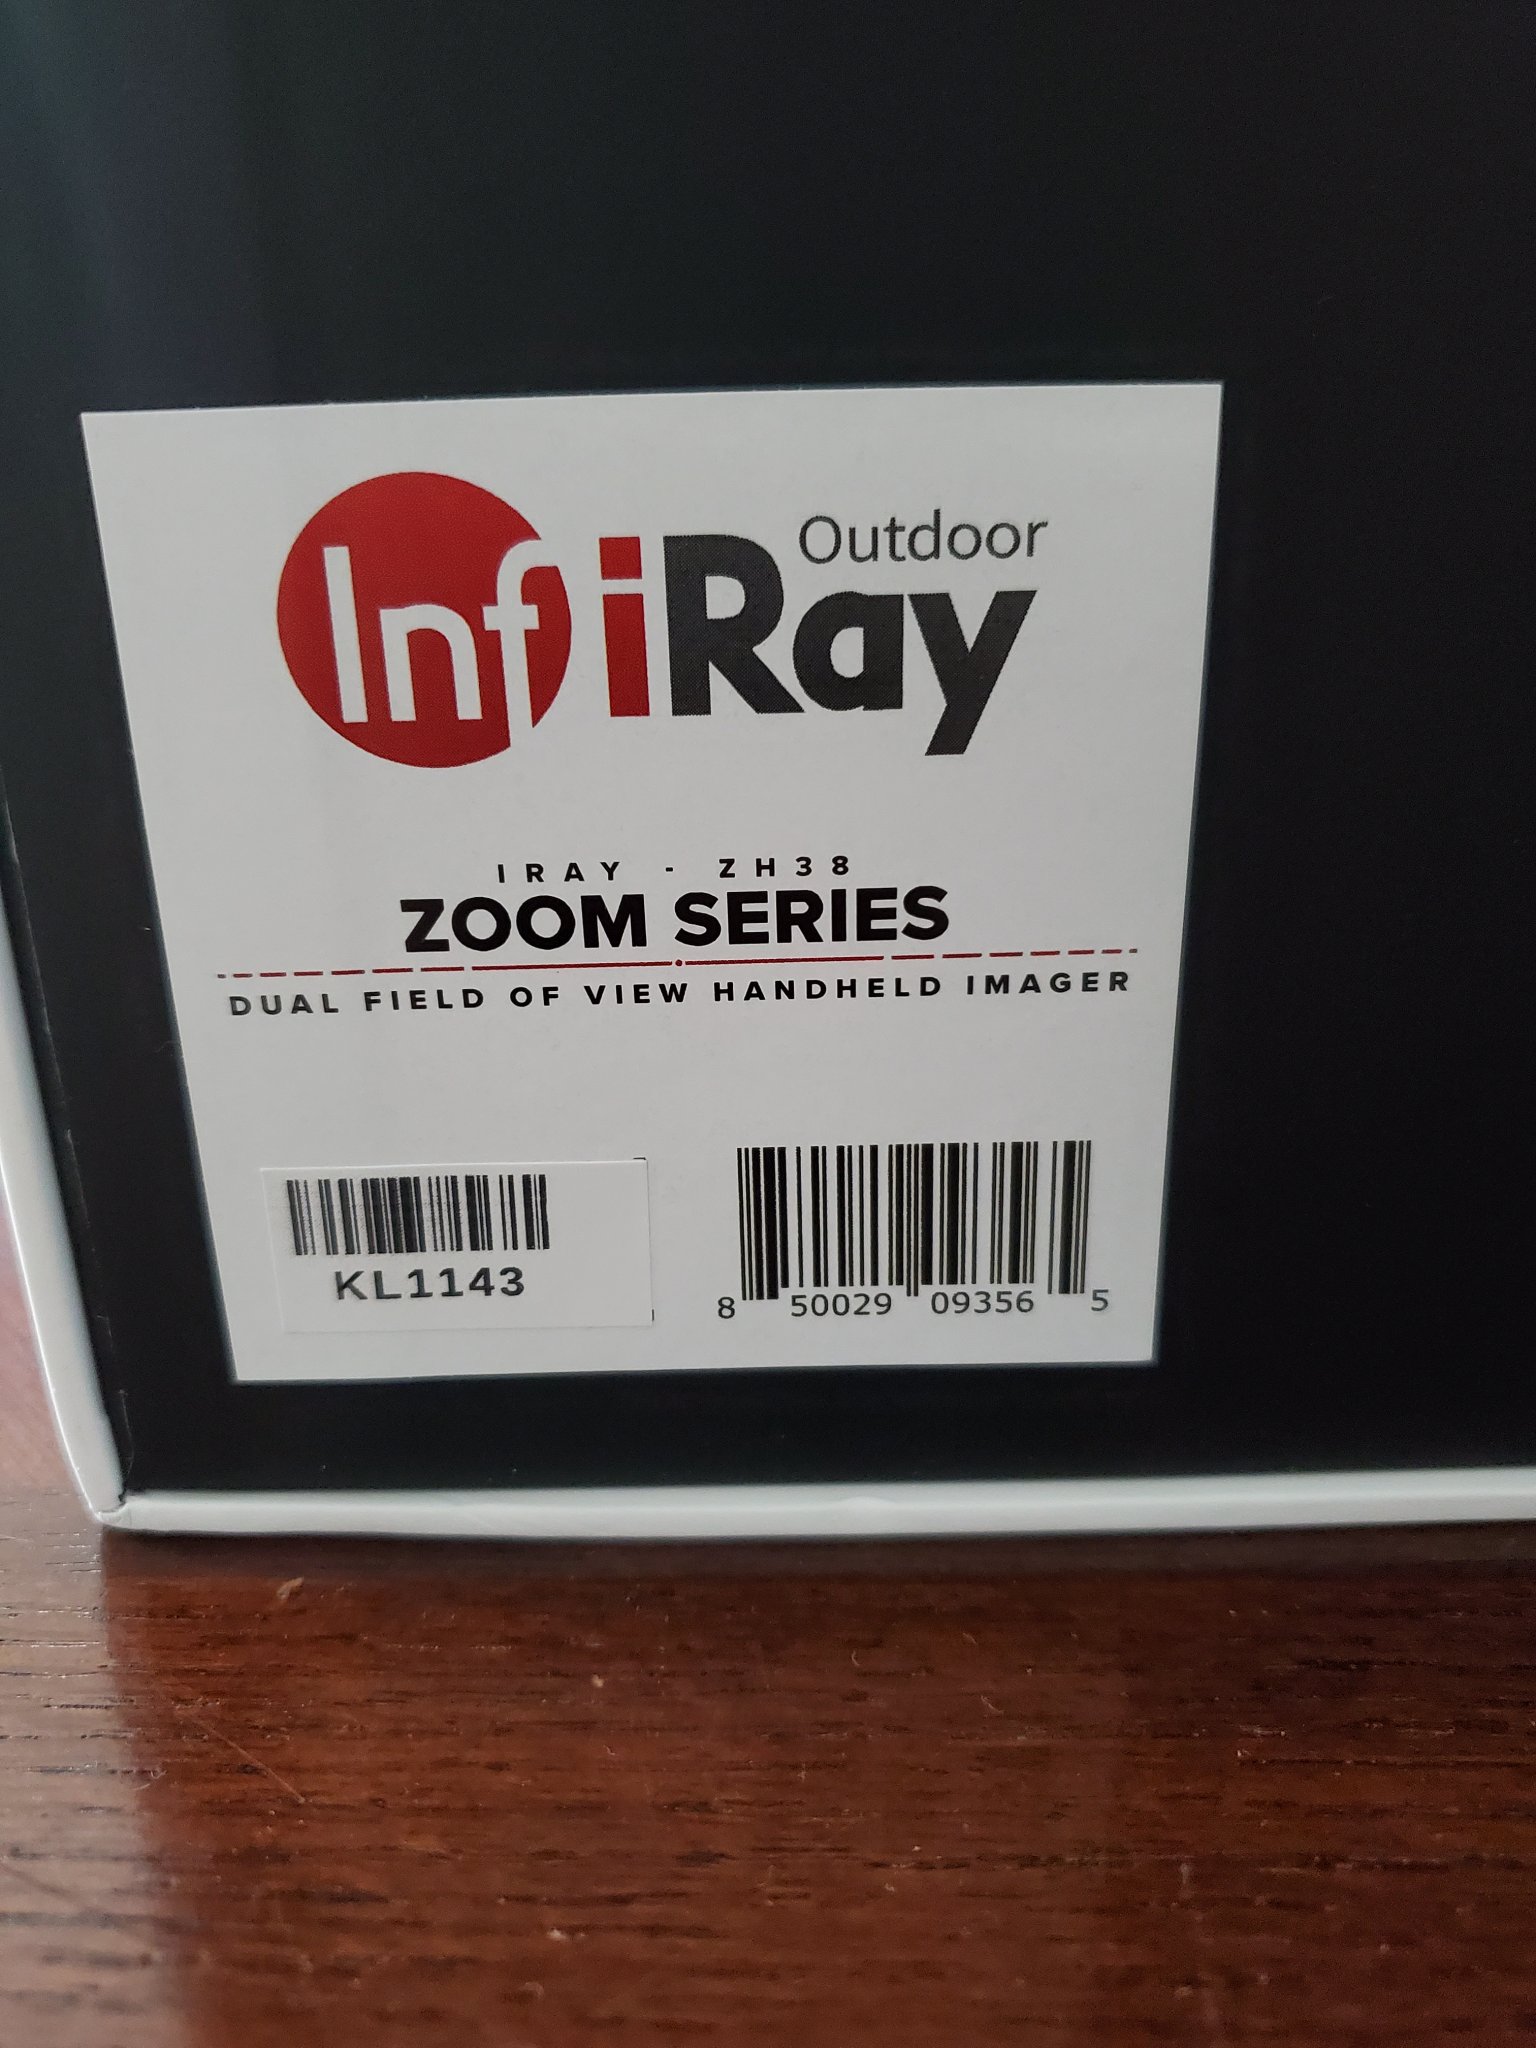 Outdoor
InfiRay
IRAY - ZH38
ZOOM SERIES
DUAL FIELD OF VIEW HANDHELD IMAGER
KL1143
8 50029 09356 5